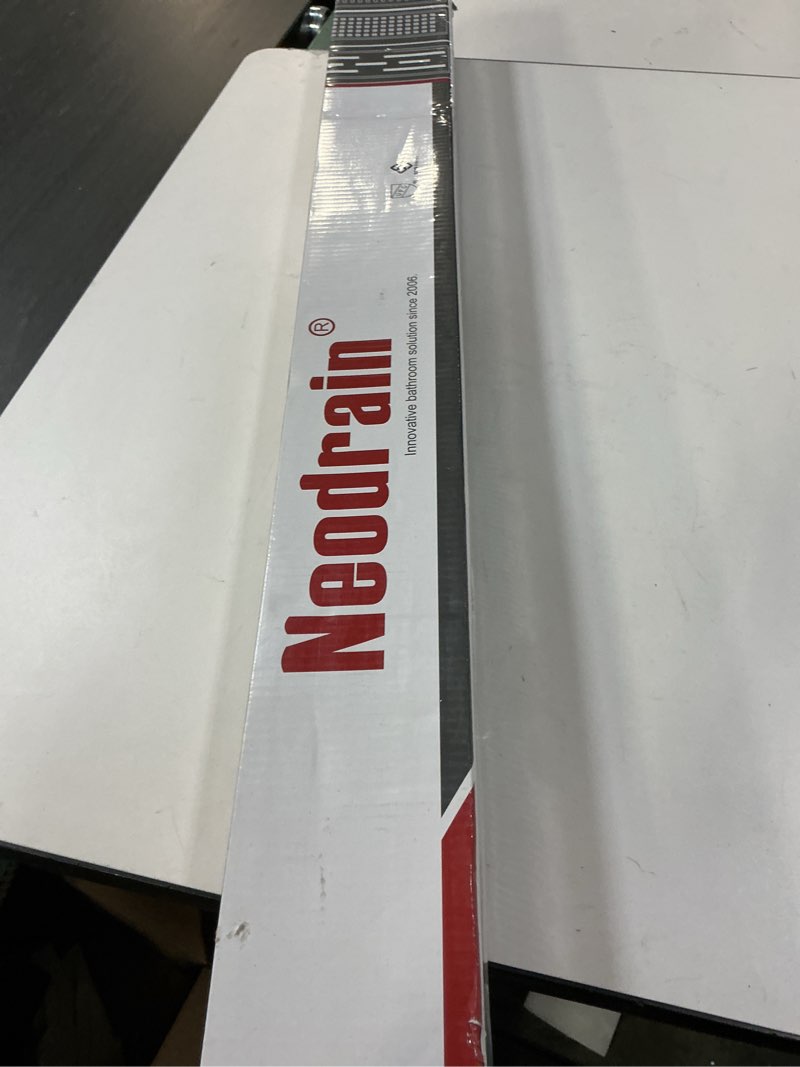 Neodrain®
Innovative bathroom solution since 2006.